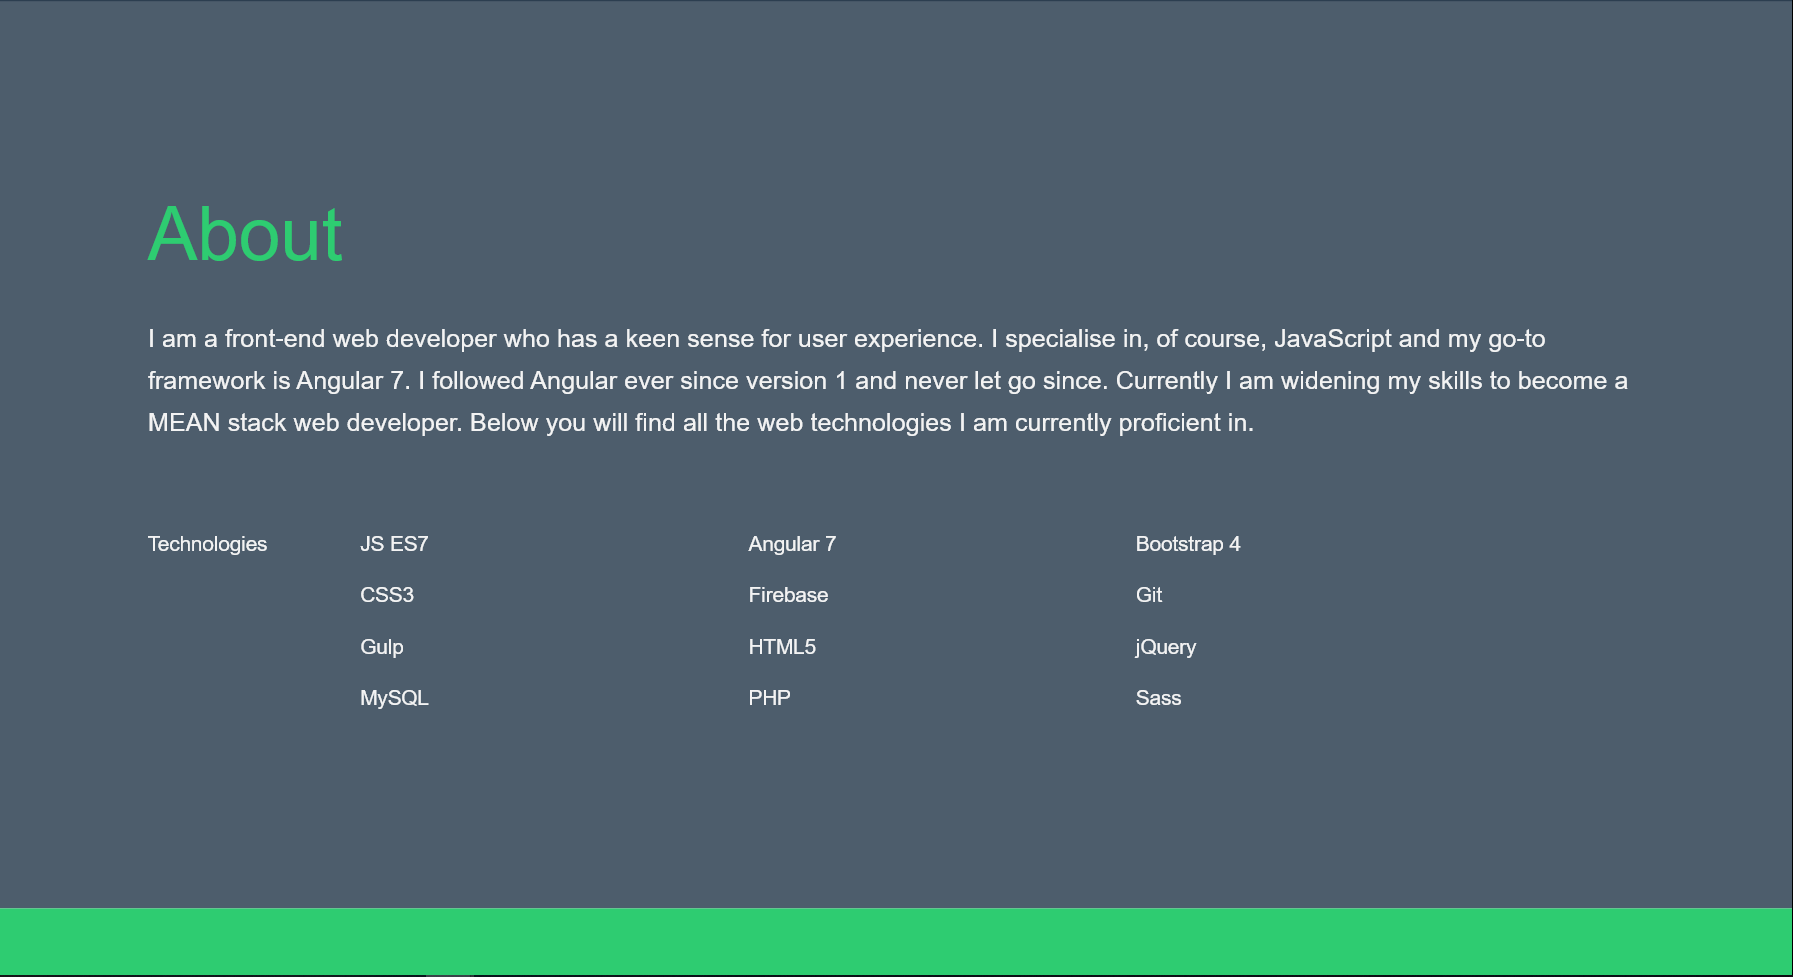 About
I am a front-end web developer who has a keen sense for user experience. I specialise in, of course, JavaScript and my go-to
framework is Angular 7. I followed Angular ever since version 1 and never let go since. Currently I am widening my skills to become a
MEAN stack web developer. Below you will find all the web technologies I am currently proficient in.
Technologies JS ES7 Angular 7 Bootstrap 4
CSS3 Firebase Git
Gulp HTML5 jQuery
MySQL PHP Sass